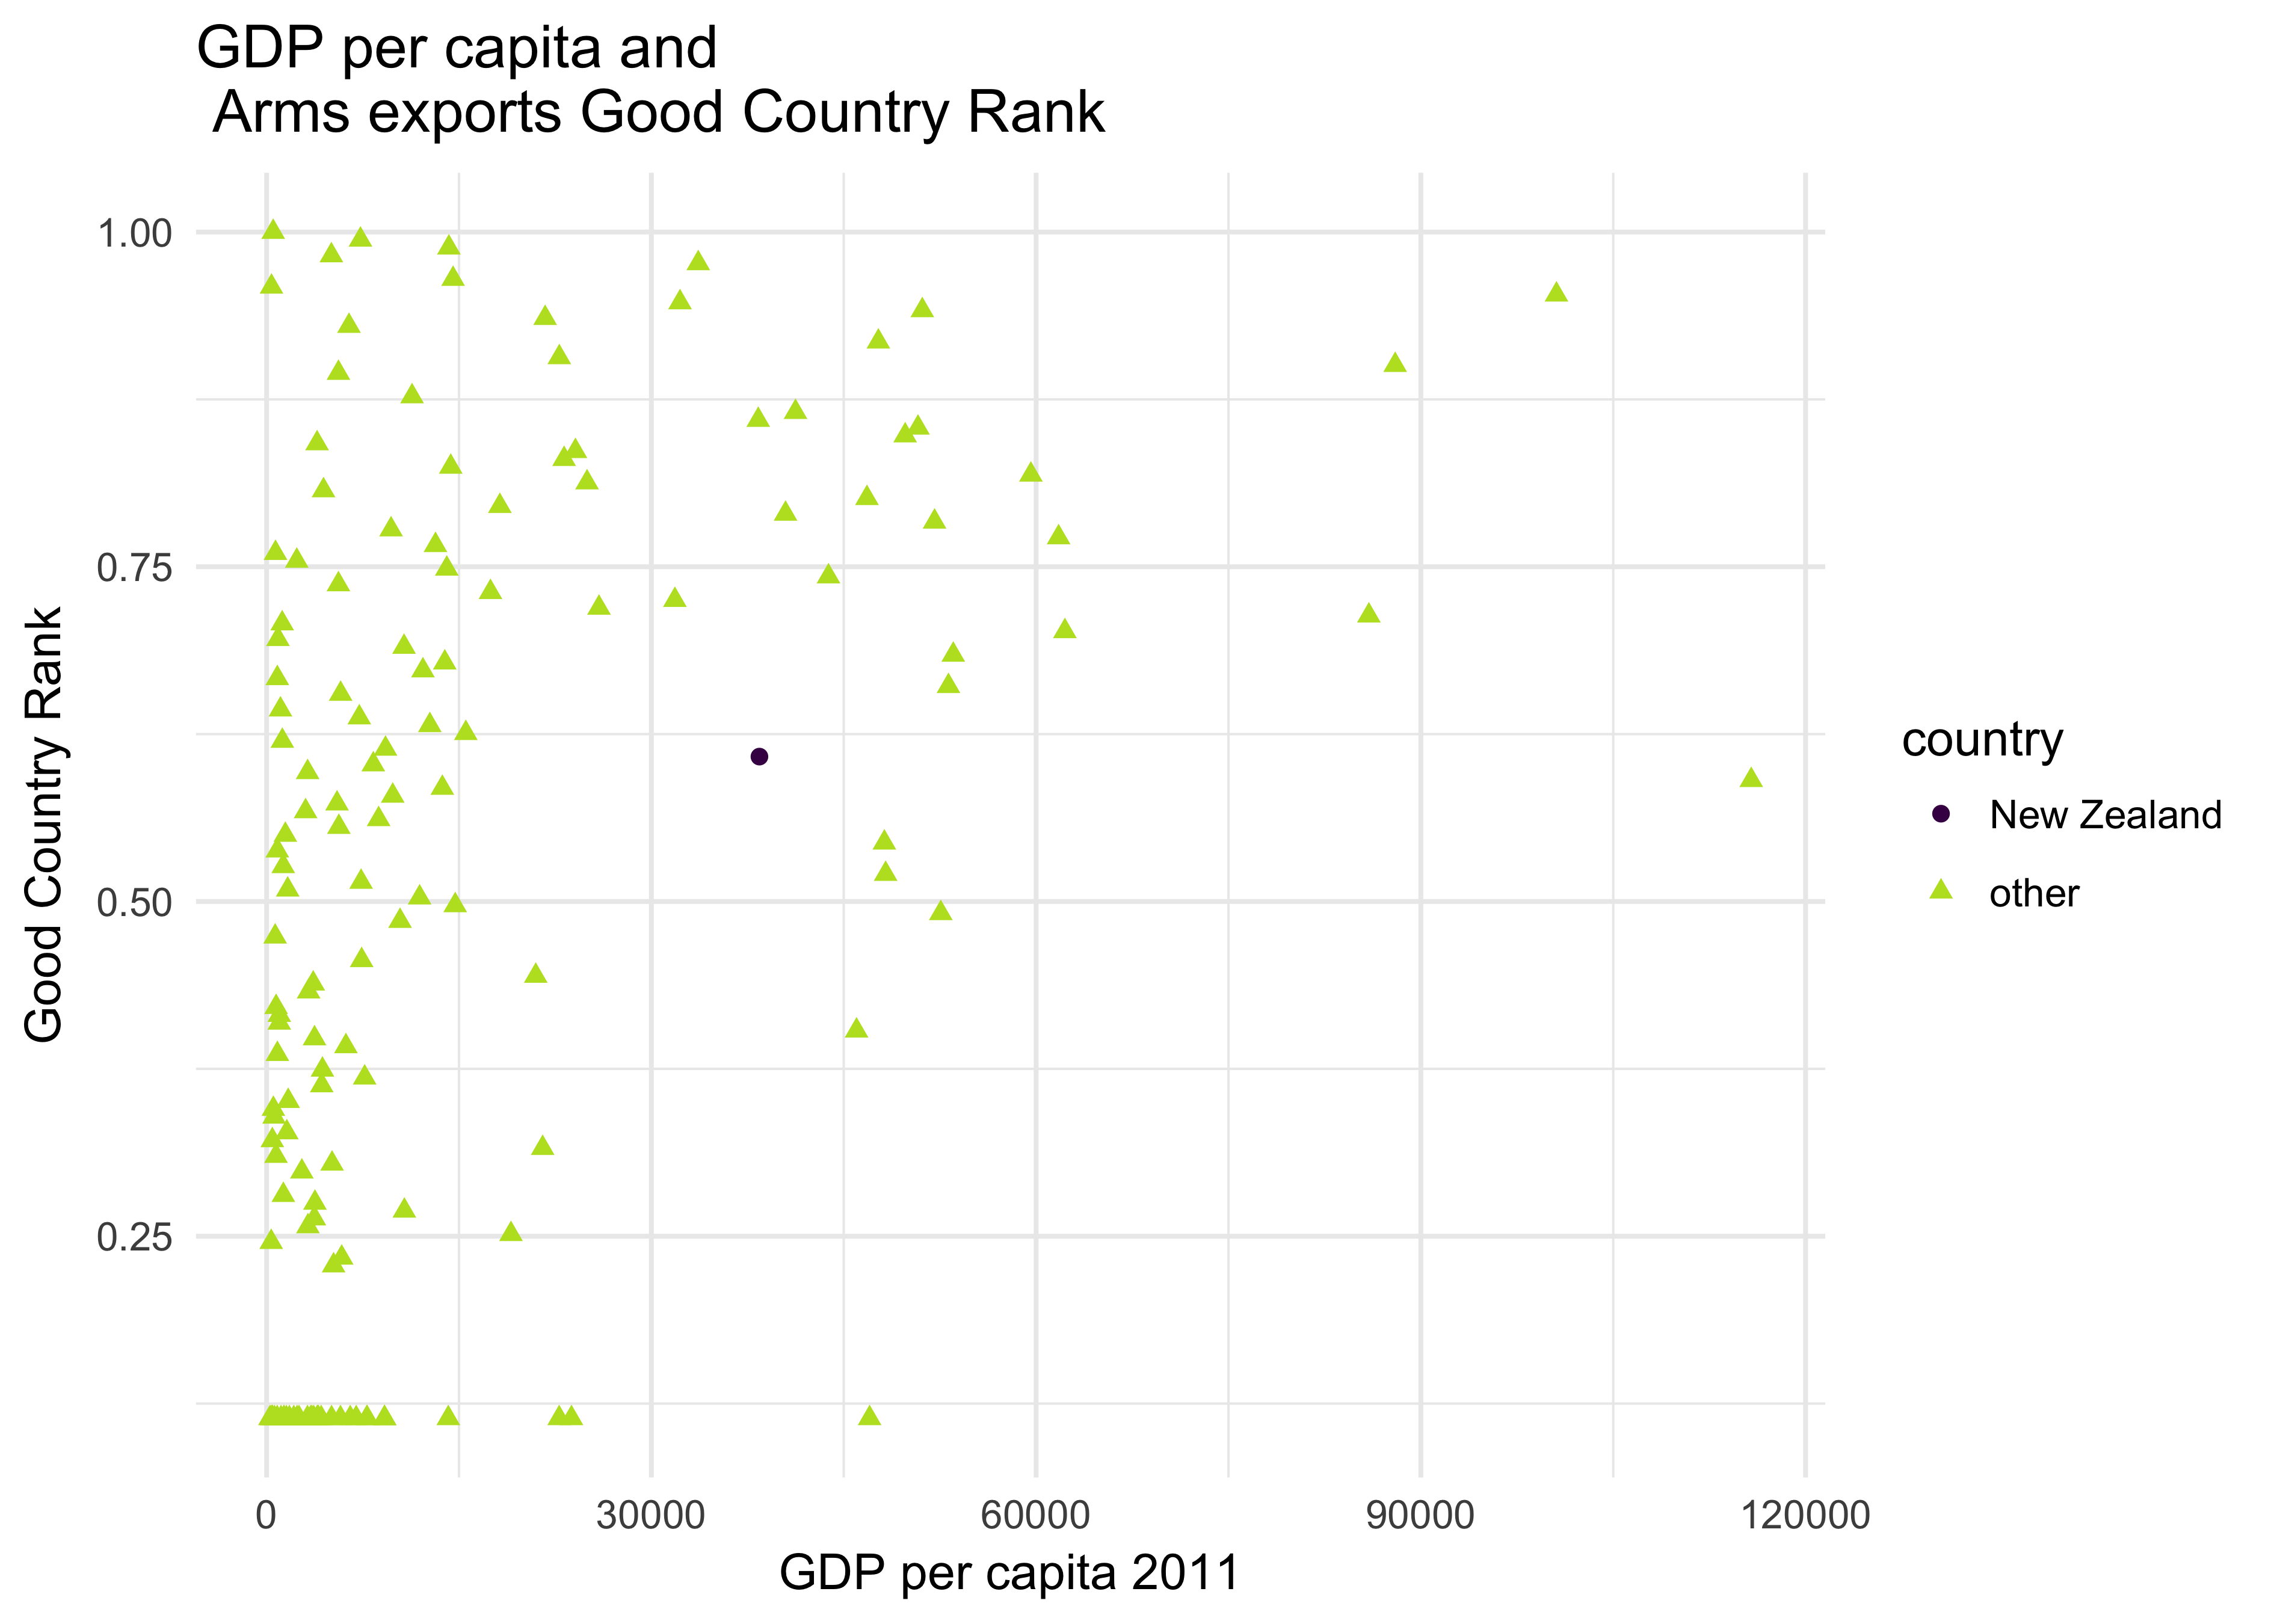 GDP per capita and
Arms exports Good Country Rank
Good Country Rank
1.00
0.75
0.50
0.25
0
30000
60000
90000
120000
GDP per capita 2011
country
New Zealand
other